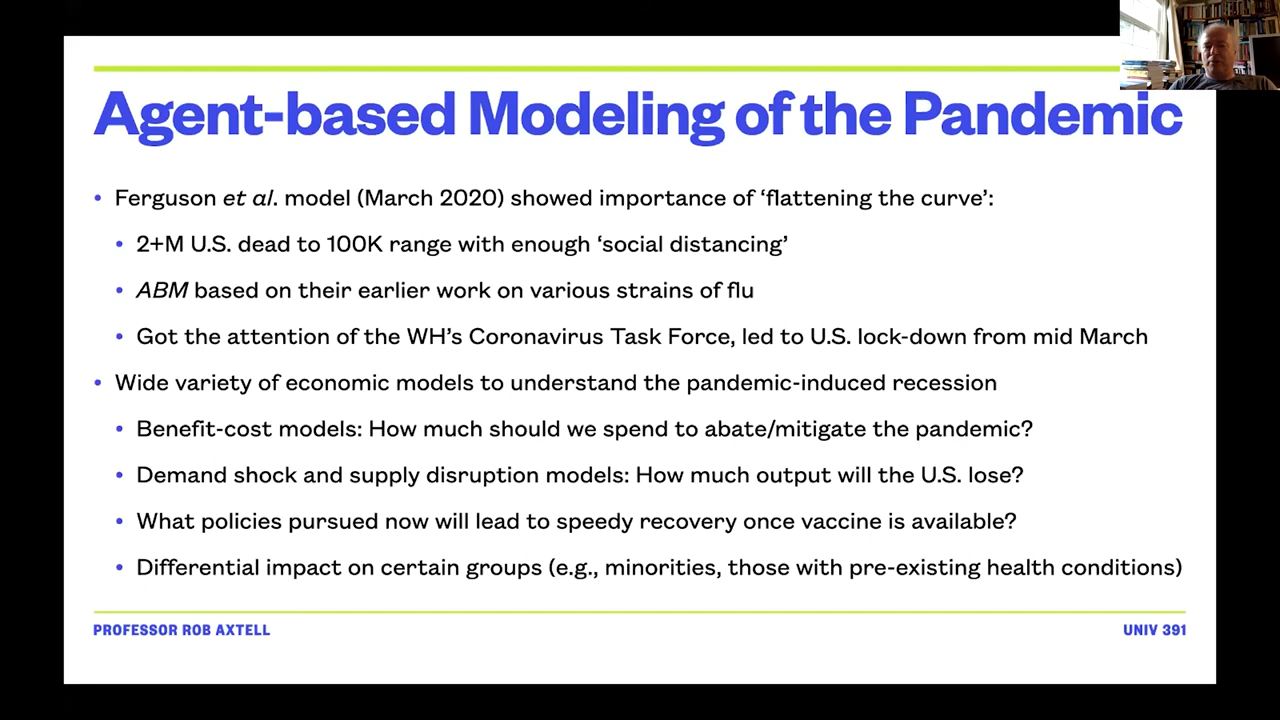 Agent-based Modeling of the Pandemic
• Ferguson et al. model (March 2020) showed importance of ‘flattening the curve’:
• 2+M U.S. dead to 100K range with enough ‘social distancing’
• ABM based on their earlier work on various strains of flu
• Got the attention of the WH’s Coronavirus Task Force, led to U.S. lock-down from mid March
• Wide variety of economic models to understand the pandemic-induced recession
• Benefit-cost models: How much should we spend to abate/mitigate the pandemic?
• Demand shock and supply disruption models: How much output will the U.S. lose?
• What policies pursued now will lead to speedy recovery once vaccine is available?
• Differential impact on certain groups (e.g., minorities, those with pre-existing health conditions)
PROFESSOR ROB AXTELL
UNIV 391